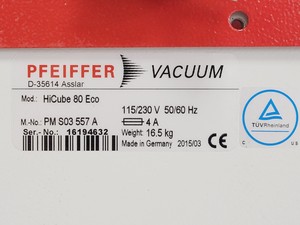 PFEIFFER VACUUM
D-35614 Asslar
Mod.: HiCube 80 Eco
115/230 V 50/60 Hz
M.-No.: PM S03 557 A
4 A
Ser.-No.: 16194632
Weight: 16.5 kg
Made in Germany 2015/03
TÜVRheinland
C US